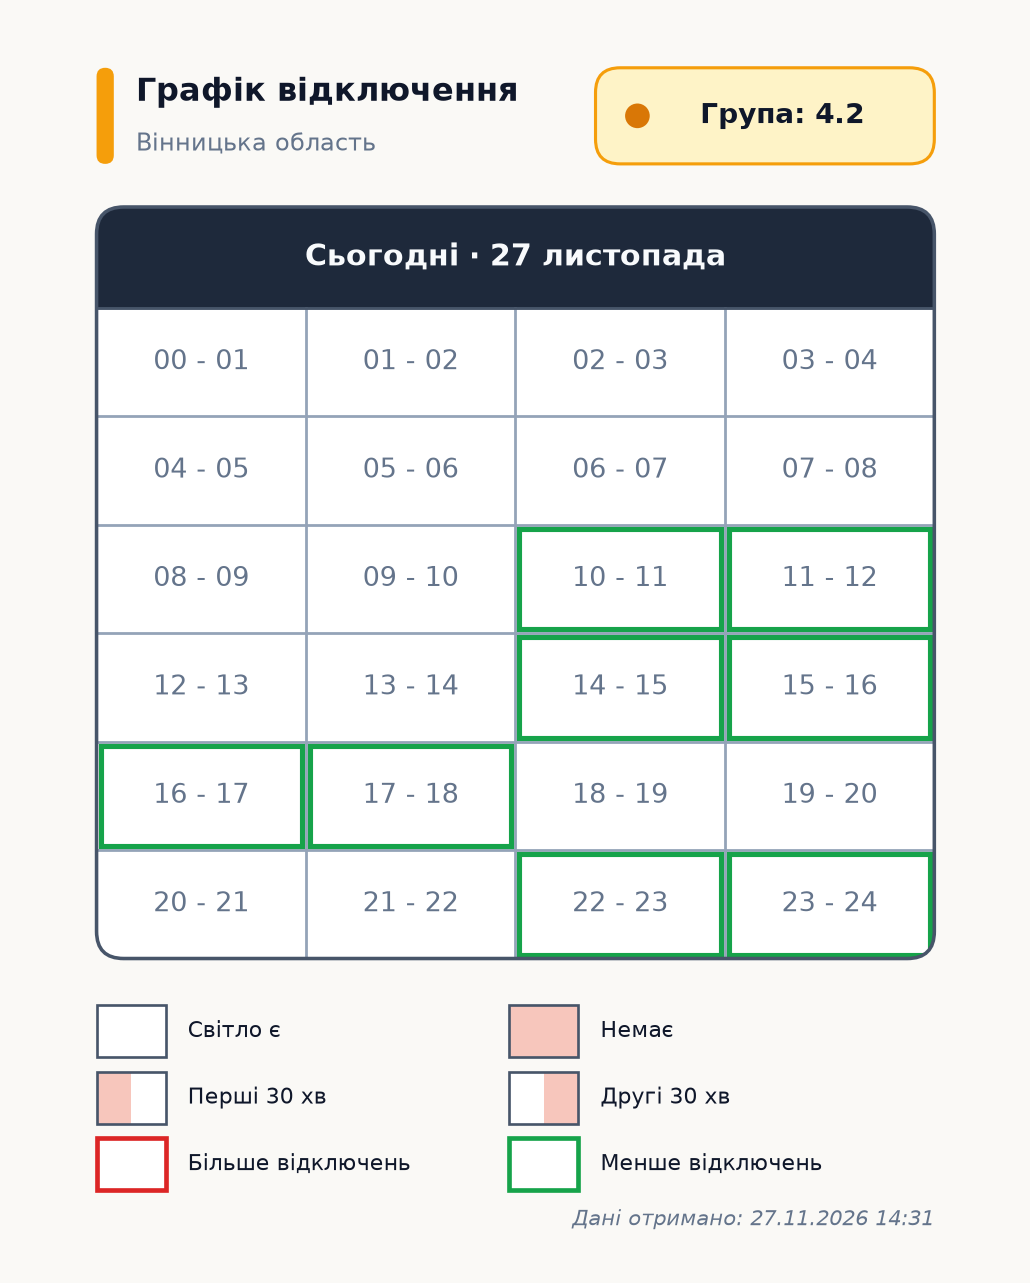 Графік відключення
Вінницька область
Група: 4.2
Сьогодні · 27 листопада
00 - 01 01 - 02 02 - 03 03 - 04
04 - 05 05 - 06 06 - 07 07 - 08
08 - 09 09 - 10 10 - 11 11 - 12
12 - 13 13 - 14 14 - 15 15 - 16
16 - 17 17 - 18 18 - 19 19 - 20
20 - 21 21 - 22 22 - 23 23 - 24
Світло є Немає
Перші 30 хв Другі 30 хв
Більше відключень Менше відключень
Дані отримано: 27.11.2026 14:31